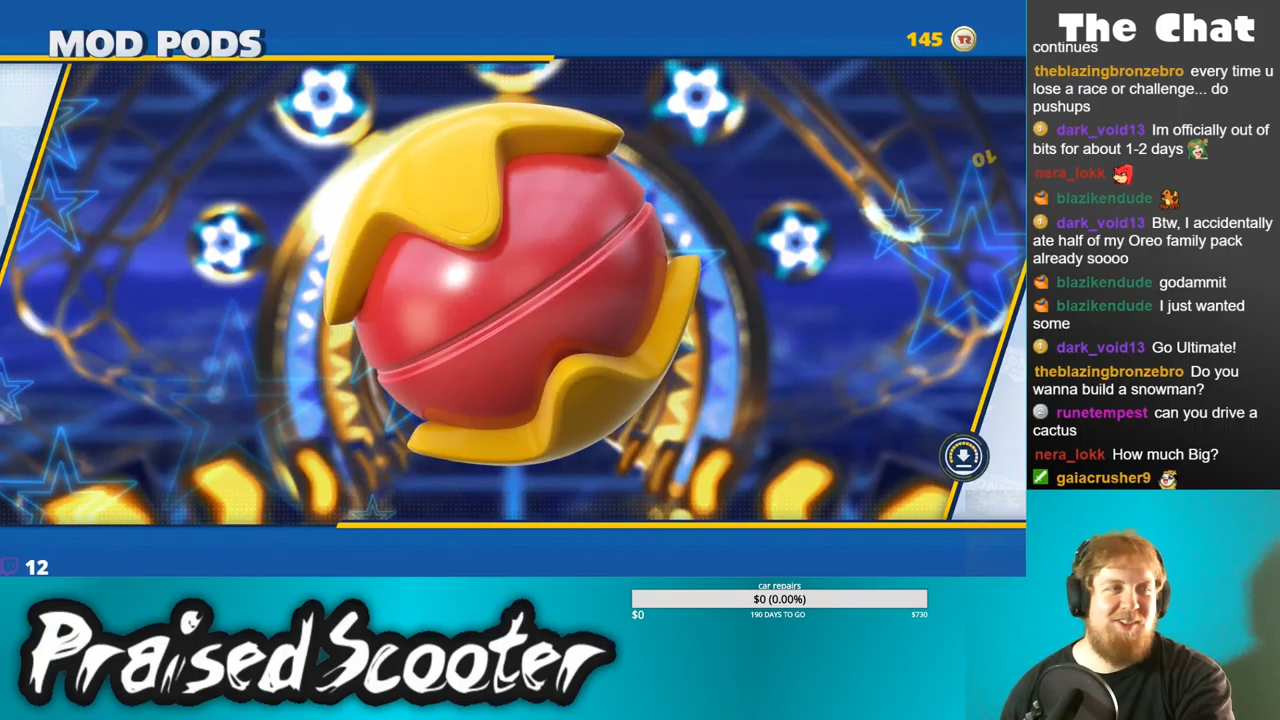 MOD PODS
145
10
12
PraisedScooter
car repairs
$0 (0.00%)
$0 190 DAYS TO GO $730
The Chat
continues
theblazingbronzebro every time u
lose a race or challenge... do
pushups
dark_void13 Im officially out of
bits for about 1-2 days
nera_lokk
blazikendude
dark_void13 Btw, I accidentally
ate half of my Oreo family pack
already soooo
blazikendude godammit
blazikendude I just wanted
some
dark_void13 Go Ultimate!
theblazingbronzebro Do you
wanna build a snowman?
runetempest can you drive a
cactus
nera_lokk How much Big?
gaiacrusher9